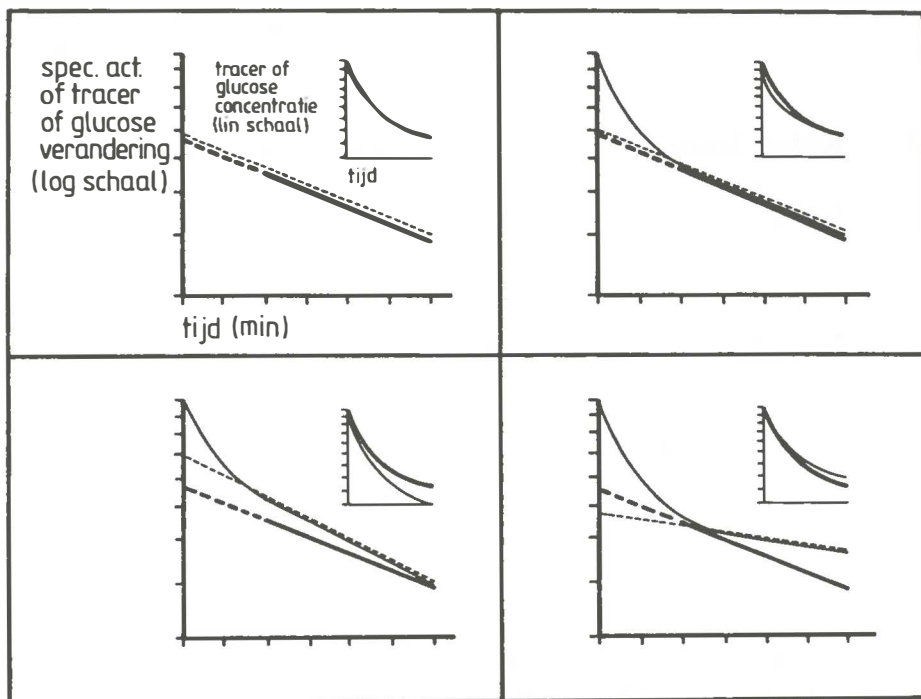 spec. act.
of tracer
of glucose
verandering
(log schaal)
tracer of
glucose
concentratie
(lin schaal)
tijd
tijd (min)